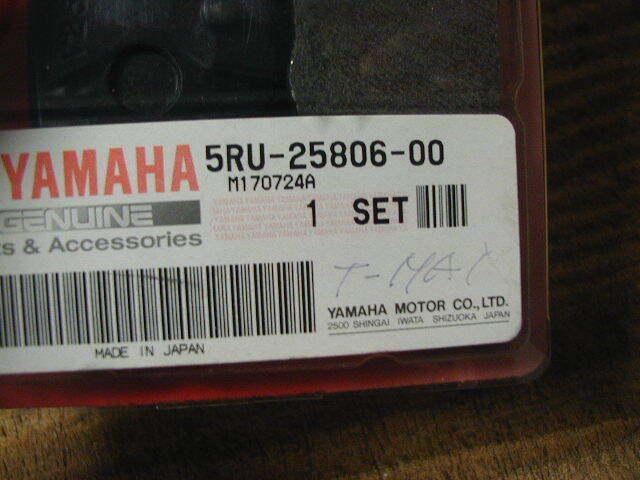 YAMAHA 5RU-25806-00
M170724A
GENUINE
1 SET
ts & Accessories
T-MAX
YAMAHA MOTOR CO.,LTD.
2500 SHINGAI IWATA SHIZUOKA JAPAN
MADE IN JAPAN